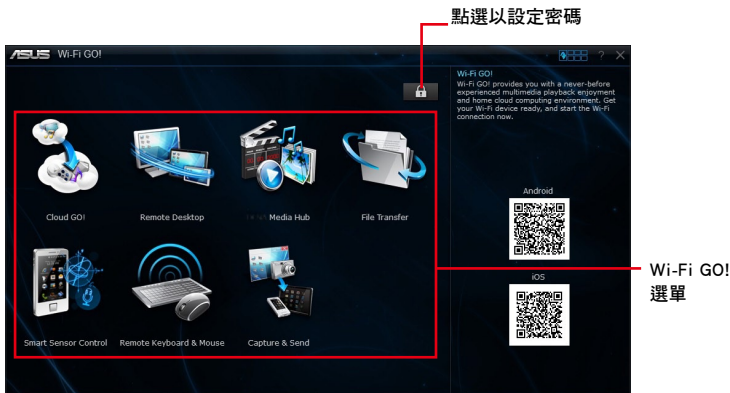 點選以設定密碼
ASUS Wi-Fi GO!
?
Wi-Fi GO!
Wi-Fi GO! provides you with a never-before
experienced multimedia playback enjoyment
and home cloud computing environment. Get
your Wi-Fi device ready, and start the Wi-Fi
connection now.
Cloud GO!
Remote Desktop
Media Hub
File Transfer
Android
Smart Sensor Control
Remote Keyboard & Mouse
Capture & Send
iOS
Wi-Fi GO!
選單